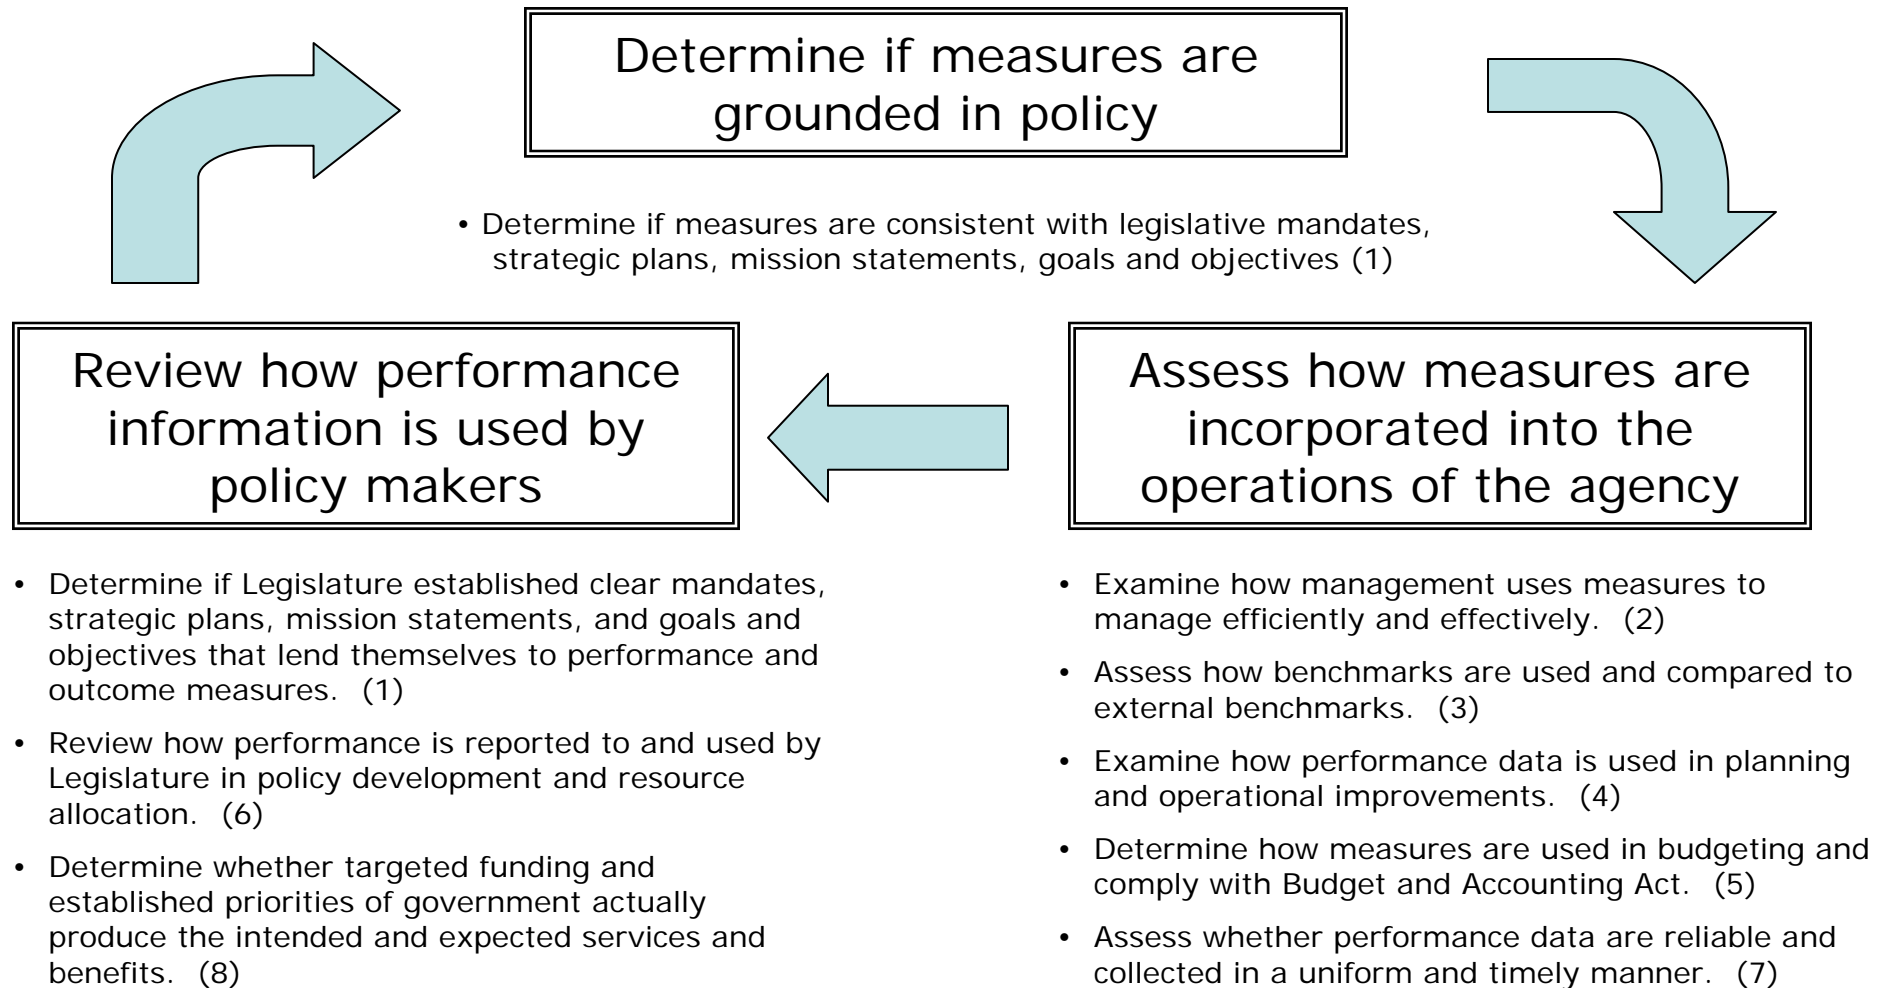 Determine if measures are
grounded in policy
• Determine if measures are consistent with legislative mandates,
strategic plans, mission statements, goals and objectives (1)
Review how performance
information is used by
policy makers
• Determine if Legislature established clear mandates,
strategic plans, mission statements, and goals and
objectives that lend themselves to performance and
outcome measures. (1)
• Review how performance is reported to and used by
Legislature in policy development and resource
allocation. (6)
• Determine whether targeted funding and
established priorities of government actually
produce the intended and expected services and
benefits. (8)
Assess how measures are
incorporated into the
operations of the agency
• Examine how management uses measures to
manage efficiently and effectively. (2)
• Assess how benchmarks are used and compared to
external benchmarks. (3)
• Examine how performance data is used in planning
and operational improvements. (4)
• Determine how measures are used in budgeting and
comply with Budget and Accounting Act. (5)
• Assess whether performance data are reliable and
collected in a uniform and timely manner. (7)